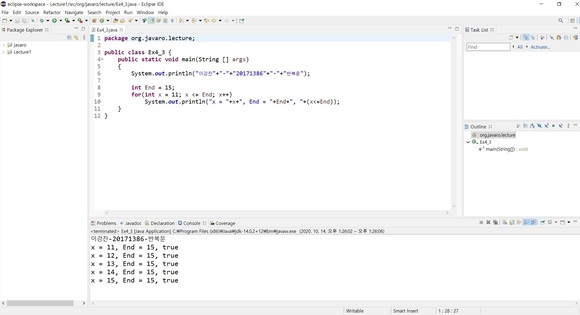 eclipse-workspace - Lecture1/src/org/javaro/lecture/Ex4_3.java - Eclipse IDE
File Edit Source Refactor Navigate Search Project Run Window Help
Package Explorer
javaro
Lecture1
Ex4_3.java
1 package org.javaro.lecture;
2
3 public class Ex4_3 {
4 public static void main(String [] args)
5 {
6 System.out.println("이강찬"+"-"+"20171386"+"-"+"반복문");
7
8 int End = 15;
9 for(int x = 11; x <= End; x++)
10 System.out.println("x = "+x+", End = "+End+", "+(x<=End));
11 }
12 }
Task List
Find
All
Activate...
Outline
org.javaro.lecture
Ex4_3
main(String[]) : void
Problems Javadoc Declaration Console Coverage
<terminated> Ex4_3 [Java Application] C:₩Program Files (x86)₩Java₩jdk-14.0.2+12₩bin₩javaw.exe (2020. 10. 14. 오후 1:26:02 – 오후 1:26:06)
이강찬-20171386-반복문
x = 11, End = 15, true
x = 12, End = 15, true
x = 13, End = 15, true
x = 14, End = 15, true
x = 15, End = 15, true
Writable
Smart Insert
1 : 28 : 27